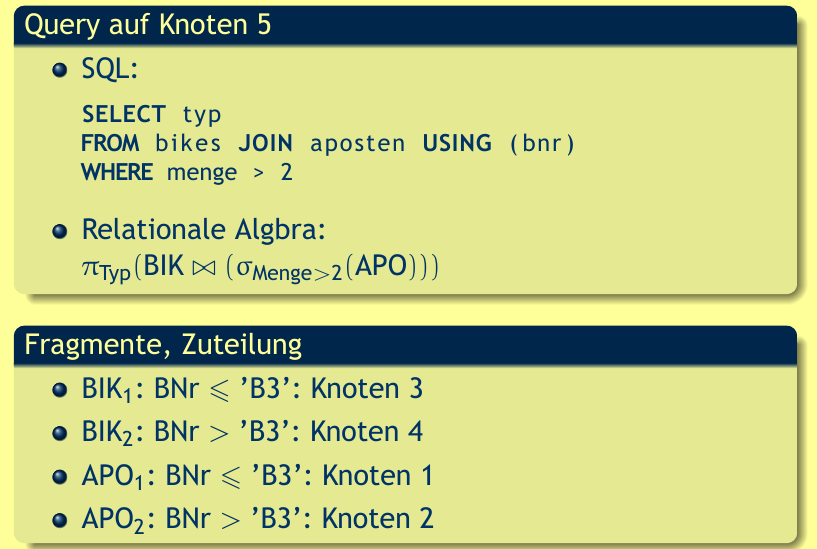 Query auf Knoten 5
SQL:
SELECT typ
FROM bikes JOIN aposten USING (bnr)
WHERE menge > 2
Relationale Algbra:
π_Typ(BIK ⋈ (σ_Menge>2(APO)))
Fragmente, Zuteilung
BIK₁: BNr ⩽ ’B3’: Knoten 3
BIK₂: BNr > ’B3’: Knoten 4
APO₁: BNr ⩽ ’B3’: Knoten 1
APO₂: BNr > ’B3’: Knoten 2